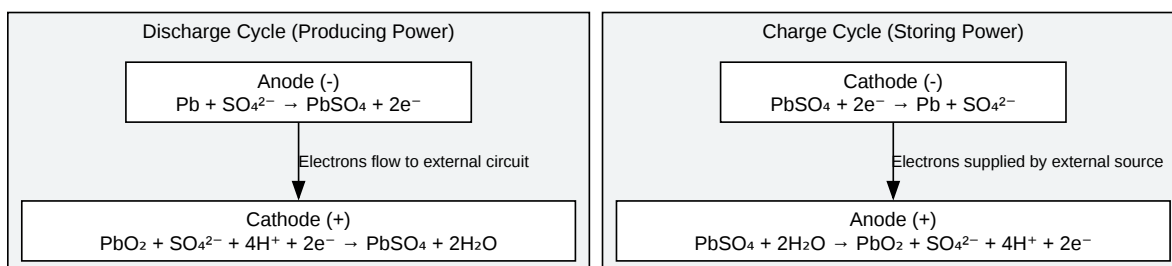 Discharge Cycle (Producing Power)
Anode (-)
Pb + SO₄²⁻ → PbSO₄ + 2e⁻
Electrons flow to external circuit
Cathode (+)
PbO₂ + SO₄²⁻ + 4H⁺ + 2e⁻ → PbSO₄ + 2H₂O
Charge Cycle (Storing Power)
Cathode (-)
PbSO₄ + 2e⁻ → Pb + SO₄²⁻
Electrons supplied by external source
Anode (+)
PbSO₄ + 2H₂O → PbO₂ + SO₄²⁻ + 4H⁺ + 2e⁻